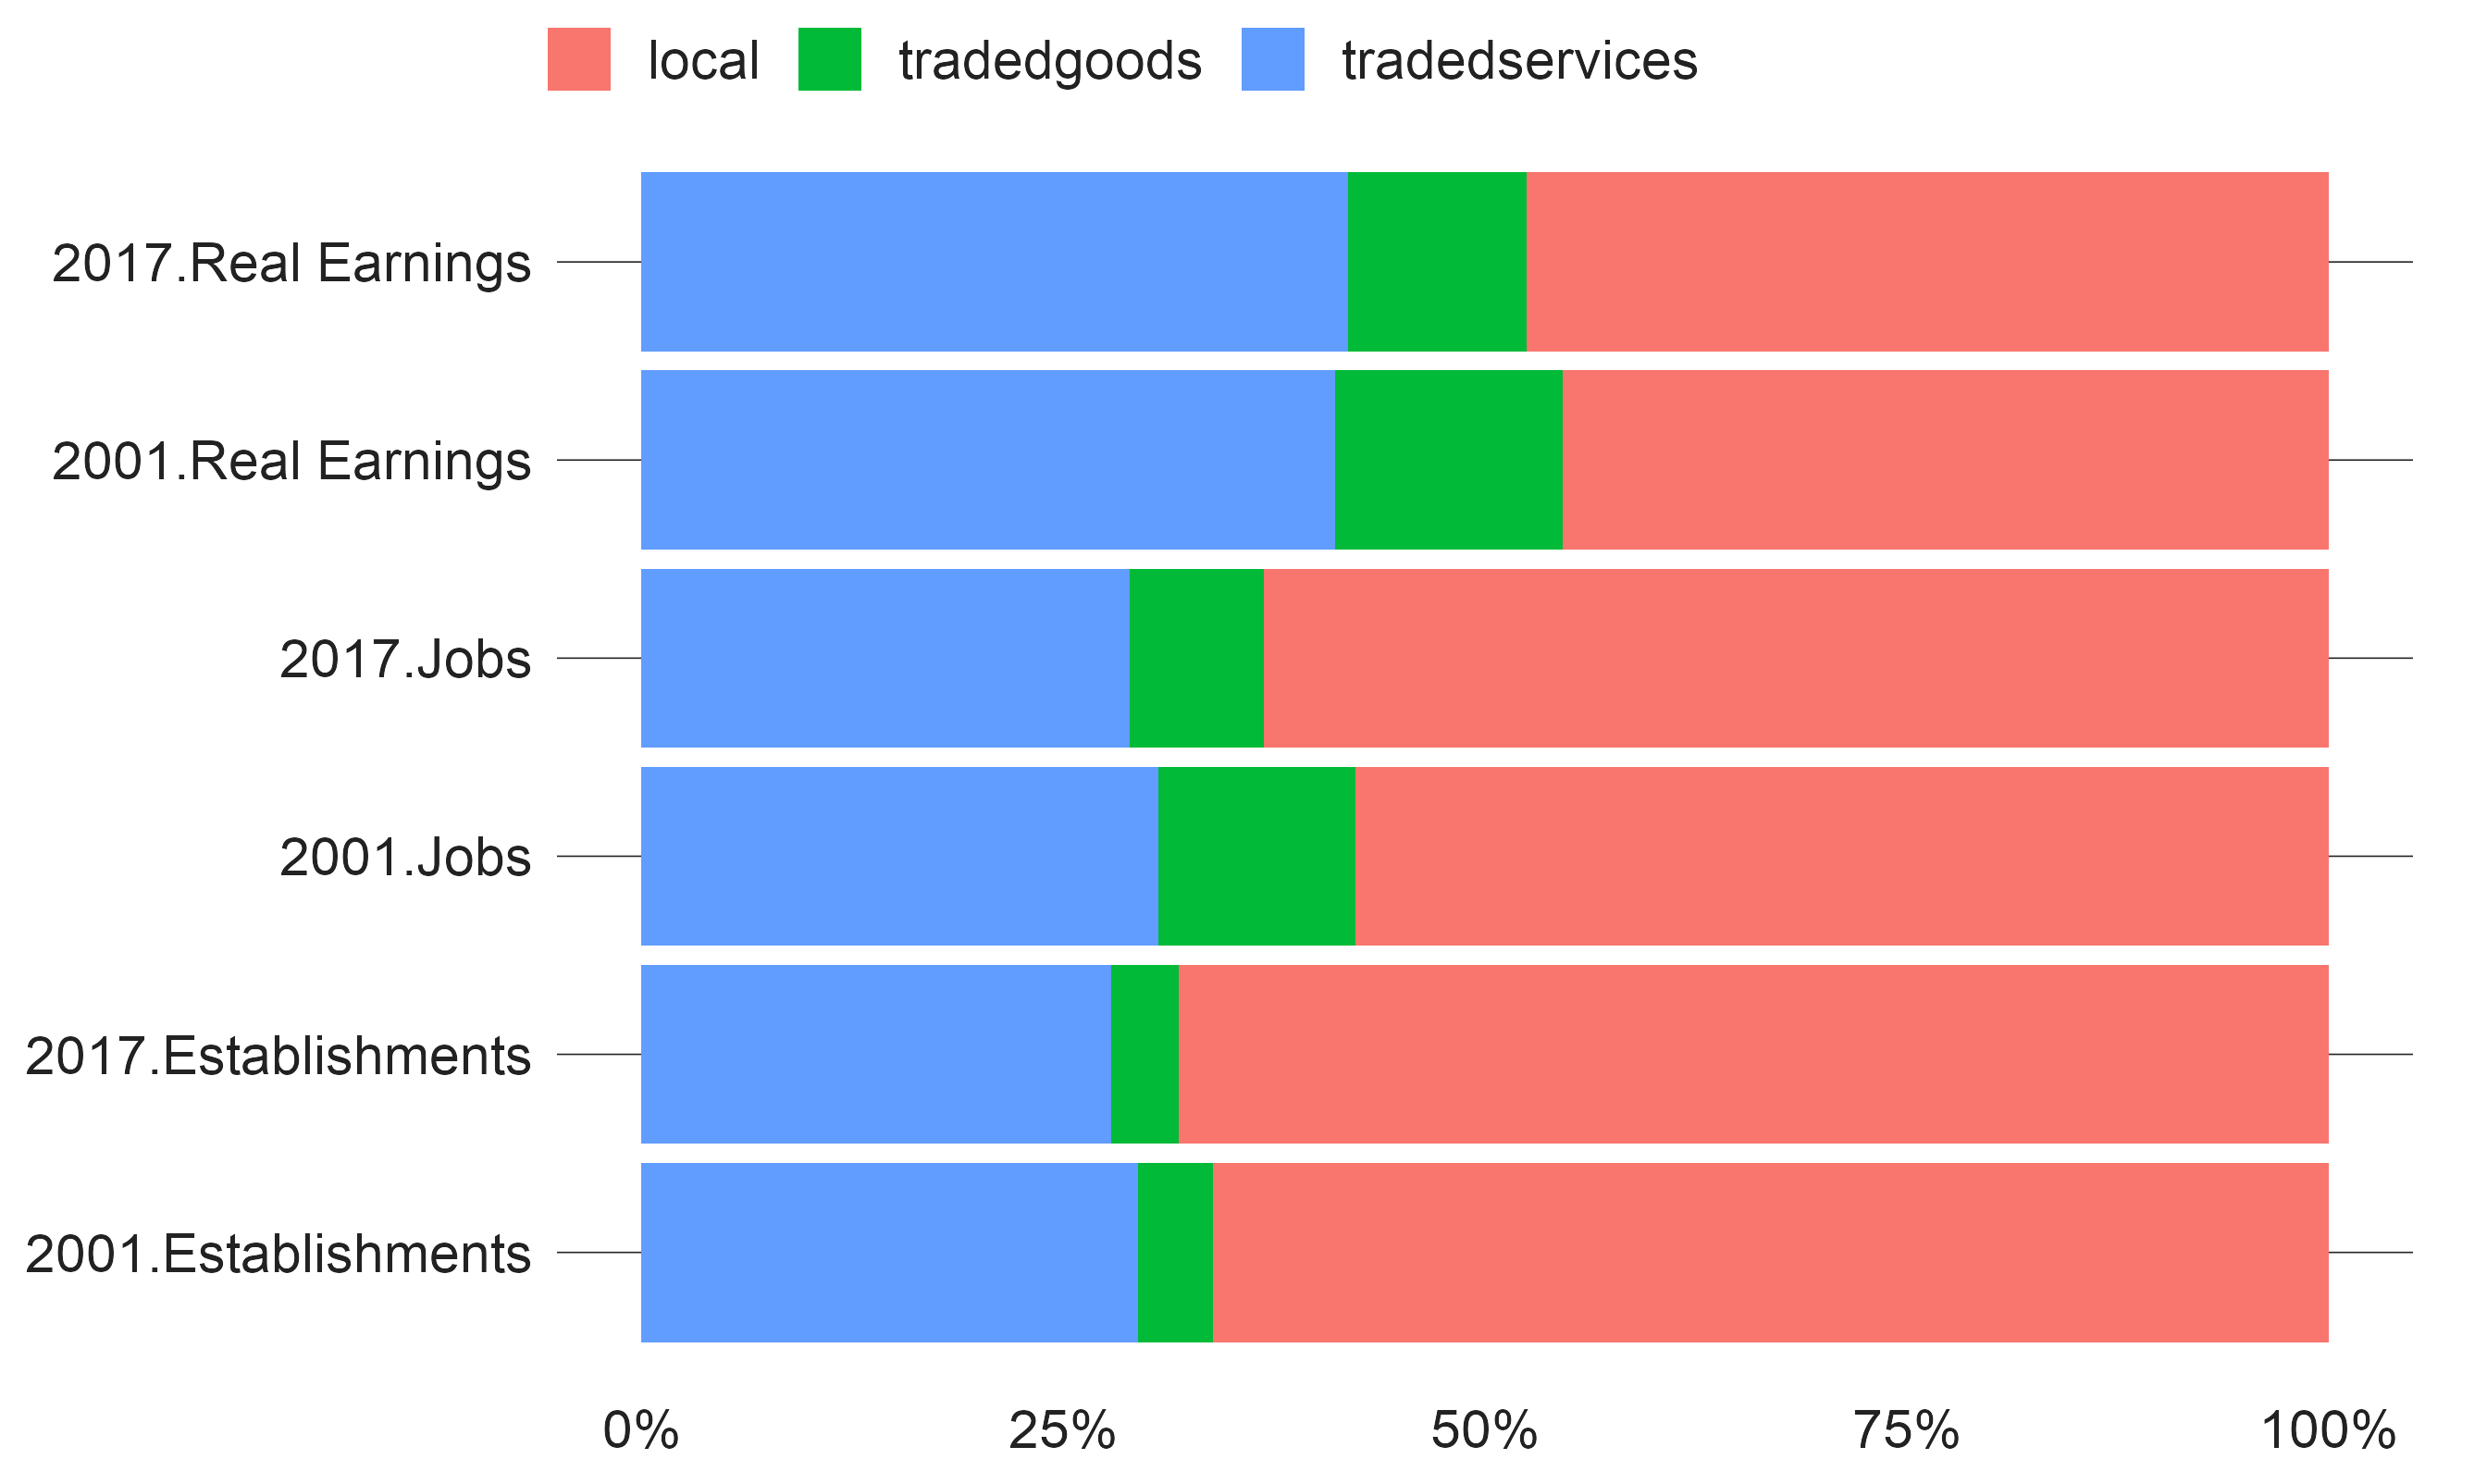 local tradedgoods tradedservices
2017.Real Earnings
2001.Real Earnings
2017.Jobs
2001.Jobs
2017.Establishments
2001.Establishments
0% 25% 50% 75% 100%